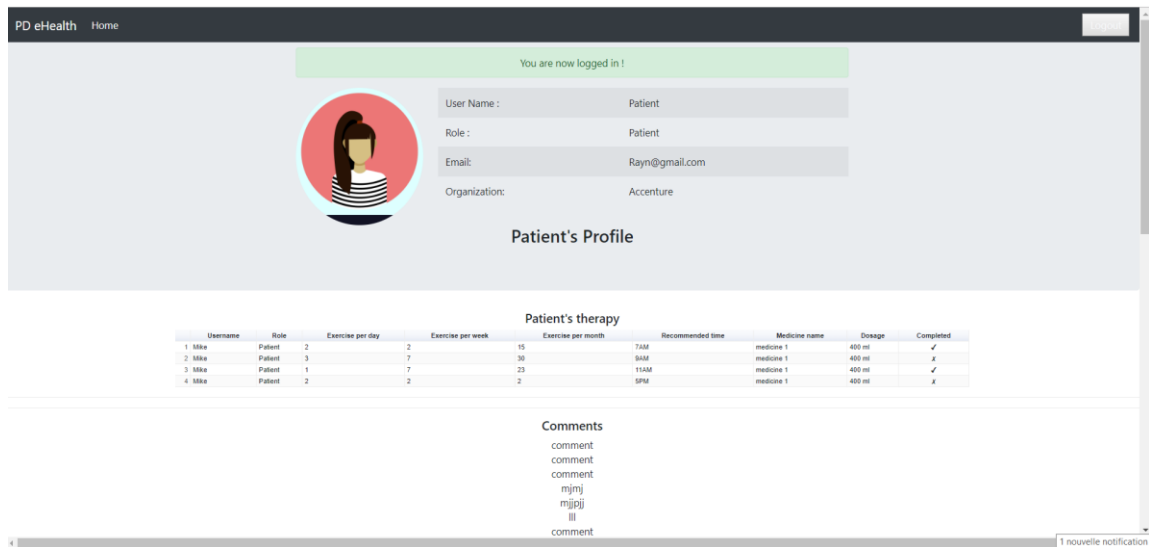 PD eHealth Home Logout
You are now logged in !
User Name : Patient
Role : Patient
Email: Rayn@gmail.com
Organization: Accenture
Patient's Profile
Patient's therapy
Username Role Exercise per day Exercise per week Exercise per month Recommended time Medicine name Dosage Completed
1 Mike Patient 2 2 15 7AM medicine 1 400 ml ✓
2 Mike Patient 3 7 30 9AM medicine 1 400 ml x
3 Mike Patient 1 7 23 11AM medicine 1 400 ml ✓
4 Mike Patient 2 2 2 5PM medicine 1 400 ml x
Comments
comment
comment
comment
mjmj
mjjpjj
lll
comment
1 nouvelle notification